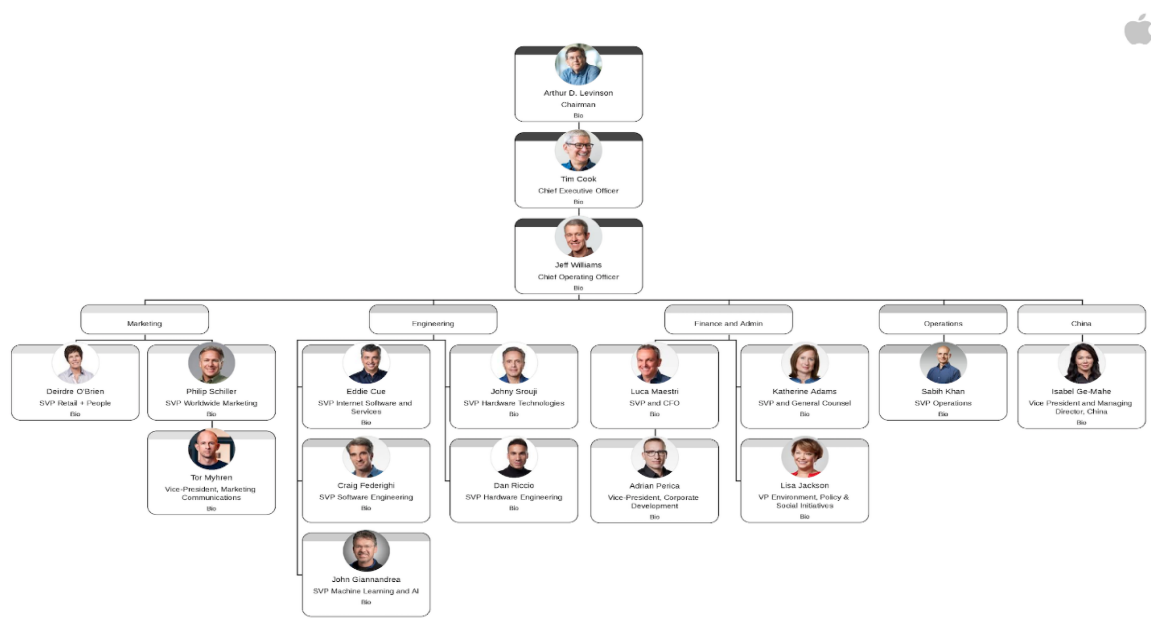 Arthur D. Levinson
Chairman
Bio
Tim Cook
Chief Executive Officer
Bio
Jeff Williams
Chief Operating Officer
Bio
Marketing
Engineering
Finance and Admin
Operations
China
Deirdre O'Brien
SVP Retail + People
Bio
Philip Schiller
SVP Worldwide Marketing
Bio
Tor Myhren
Vice-President, Marketing
Communications
Bio
Eddie Cue
SVP Internet Software and
Services
Bio
Johny Srouji
SVP Hardware Technologies
Bio
Craig Federighi
SVP Software Engineering
Bio
Dan Riccio
SVP Hardware Engineering
Bio
John Giannandrea
SVP Machine Learning and AI
Bio
Luca Maestri
SVP and CFO
Bio
Katherine Adams
SVP and General Counsel
Bio
Adrian Perica
Vice-President, Corporate
Development
Bio
Lisa Jackson
VP Environment, Policy &
Social Initiatives
Bio
Sabih Khan
SVP Operations
Bio
Isabel Ge-Mahe
Vice President and Managing
Director, China
Bio